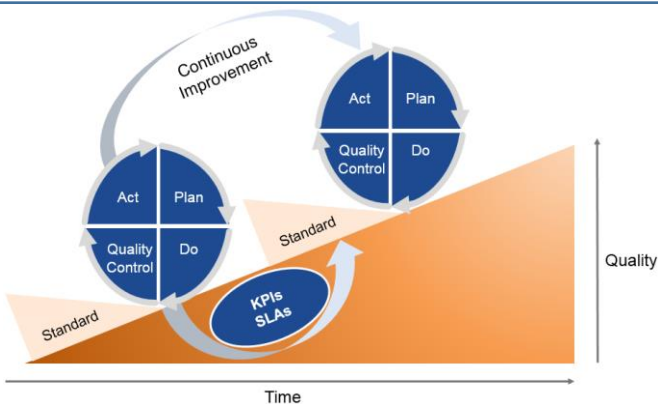 Continuous
Improvement
Act
Plan
Quality
Control
Do
Act
Plan
Quality
Control
Do
Standard
Standard
KPIs
SLAs
Quality
Time